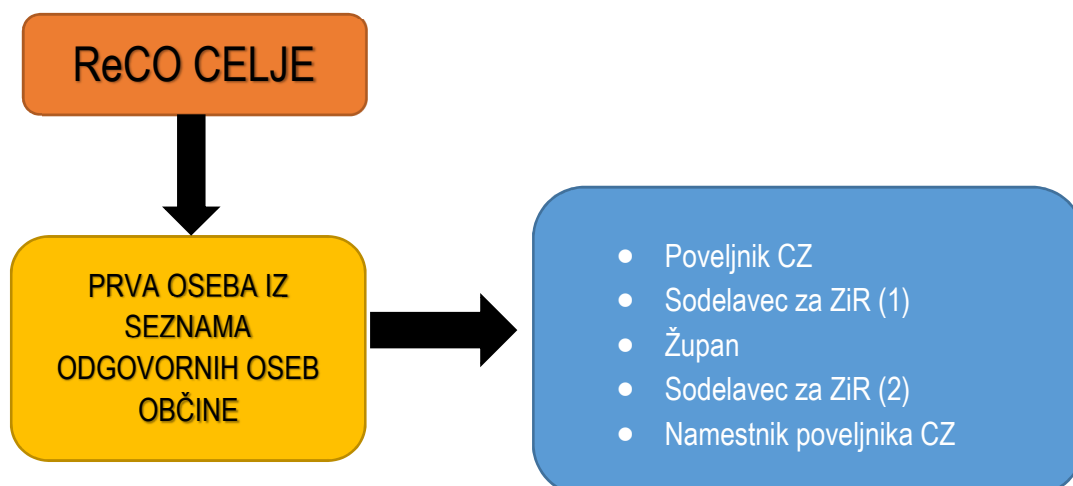 ReCO CELJE
PRVA OSEBA IZ
SEZNAMA
ODGOVORNIH OSEB
OBČINE
• Poveljnik CZ
• Sodelavec za ZiR (1)
• Župan
• Sodelavec za ZiR (2)
• Namestnik poveljnika CZ